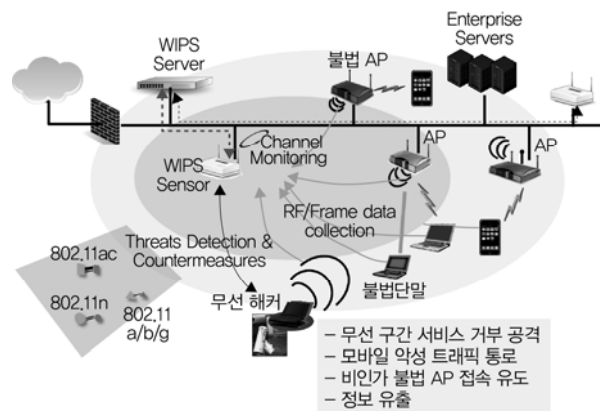 WIPS
Server
불법 AP
Enterprise
Servers
Channel
Monitoring
WIPS
Sensor
AP
AP
RF/Frame data
collection
Threats Detection &
Countermeasures
802.11ac
802.11n
802.11
a/b/g
무선 해커
불법단말
– 무선 구간 서비스 거부 공격
– 모바일 악성 트래픽 통로
– 비인가 불법 AP 접속 유도
– 정보 유출